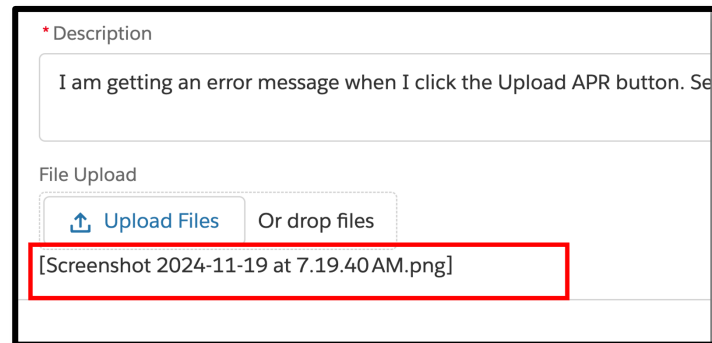 * Description
I am getting an error message when I click the Upload APR button. Se
File Upload
Upload Files Or drop files
[Screenshot 2024-11-19 at 7.19.40 AM.png]